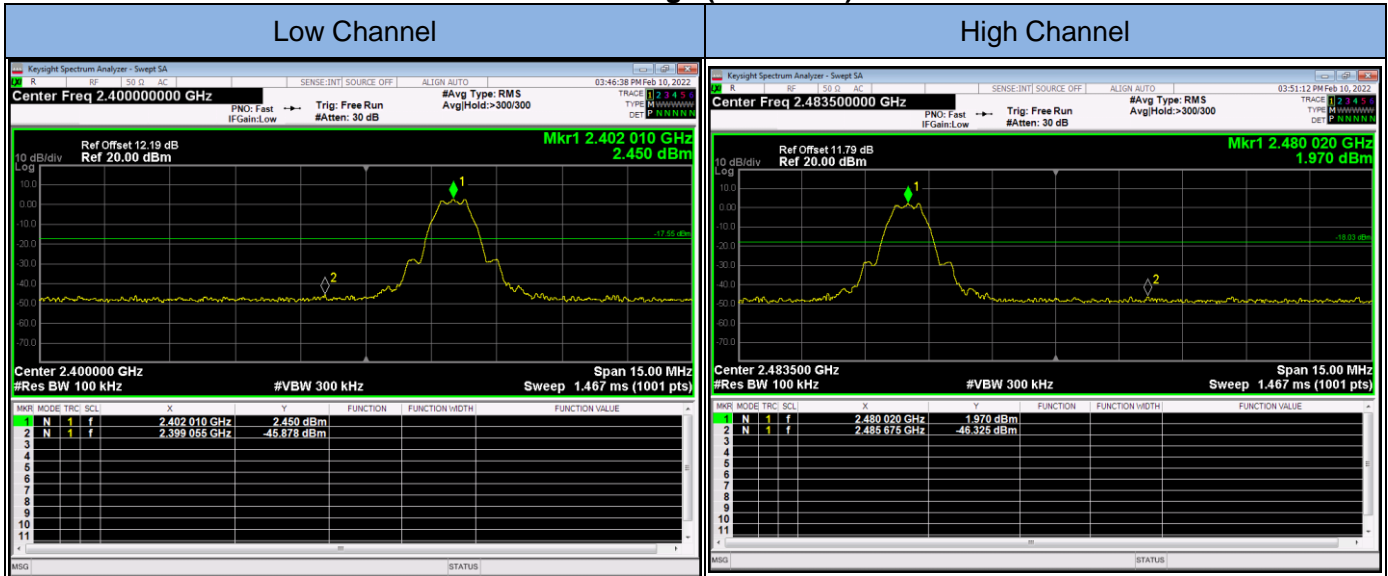 Low Channel
High Channel
Keysight Spectrum Analyzer - Swept SA
R RF 50 Ω AC SENSE:INT SOURCE OFF ALIGN AUTO 03:46:38 PM Feb 10, 2022
Center Freq 2.400000000 GHz
#Avg Type: RMS
TRACE 1 2 3 4 5 6
PNO: Fast Trig: Free Run Avg|Hold:>300/300
TYPE M WWWWW
IFGain:Low #Atten: 30 dB
DET P NNNNN
Mkr1 2.402 010 GHz
2.450 dBm
Ref Offset 12.19 dB
10 dB/div Ref 20.00 dBm
Log
10.0
0.00
-10.0
-20.0
-30.0
-40.0
-50.0
-60.0
-70.0
1
2
-17.55 dBm
Center 2.400000 GHz Span 15.00 MHz
#Res BW 100 kHz #VBW 300 kHz Sweep 1.467 ms (1001 pts)
MKR MODE TRC SCL X Y FUNCTION FUNCTION WIDTH FUNCTION VALUE
1 N 1 f 2.402 010 GHz 2.450 dBm
2 N 1 f 2.399 055 GHz -45.878 dBm
3
4
5
6
7
8
9
10
11
MSG STATUS
Keysight Spectrum Analyzer - Swept SA
R RF 50 Ω AC SENSE:INT SOURCE OFF ALIGN AUTO 03:51:12 PM Feb 10, 2022
Center Freq 2.483500000 GHz
#Avg Type: RMS
TRACE 1 2 3 4 5 6
PNO: Fast Trig: Free Run Avg|Hold:>300/300
TYPE M WWWWW
IFGain:Low #Atten: 30 dB
DET P NNNNN
Mkr1 2.480 020 GHz
1.970 dBm
Ref Offset 11.79 dB
10 dB/div Ref 20.00 dBm
Log
10.0
0.00
-10.0
-20.0
-30.0
-40.0
-50.0
-60.0
-70.0
1
2
-18.03 dBm
Center 2.483500 GHz Span 15.00 MHz
#Res BW 100 kHz #VBW 300 kHz Sweep 1.467 ms (1001 pts)
MKR MODE TRC SCL X Y FUNCTION FUNCTION WIDTH FUNCTION VALUE
1 N 1 f 2.480 020 GHz 1.970 dBm
2 N 1 f 2.485 675 GHz -46.325 dBm
3
4
5
6
7
8
9
10
11
MSG STATUS